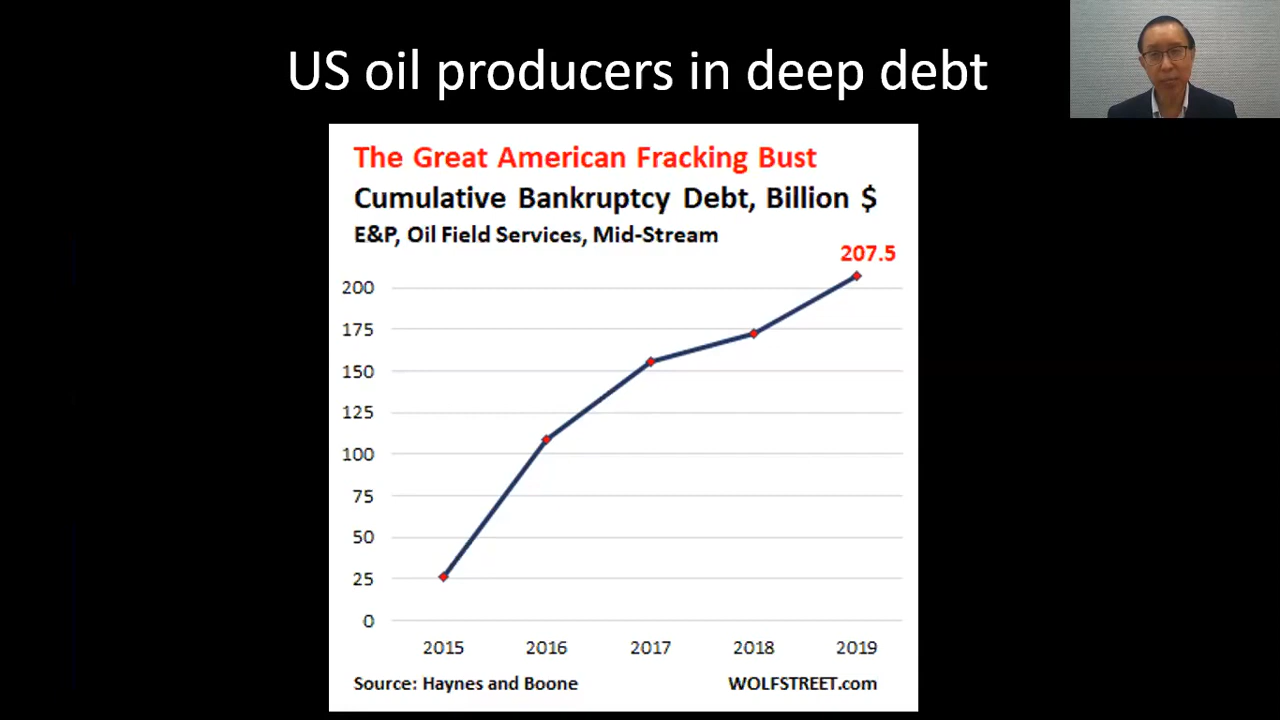 US oil producers in deep debt
The Great American Fracking Bust
Cumulative Bankruptcy Debt, Billion $
E&P, Oil Field Services, Mid-Stream
207.5
200
175
150
125
100
75
50
25
0
2015 2016 2017 2018 2019
Source: Haynes and Boone WOLFSTREET.com